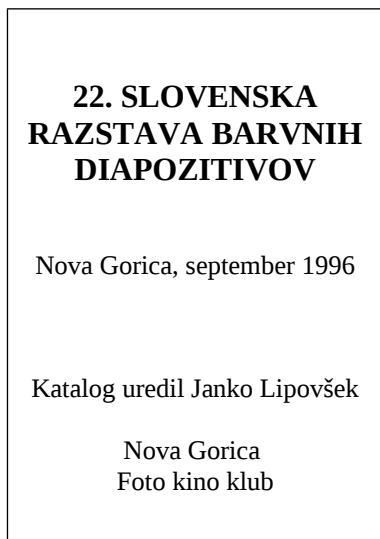 22. SLOVENSKA
RAZSTAVA BARVNIH
DIAPOZITIVOV
Nova Gorica, september 1996
Katalog uredil Janko Lipovšek
Nova Gorica
Foto kino klub